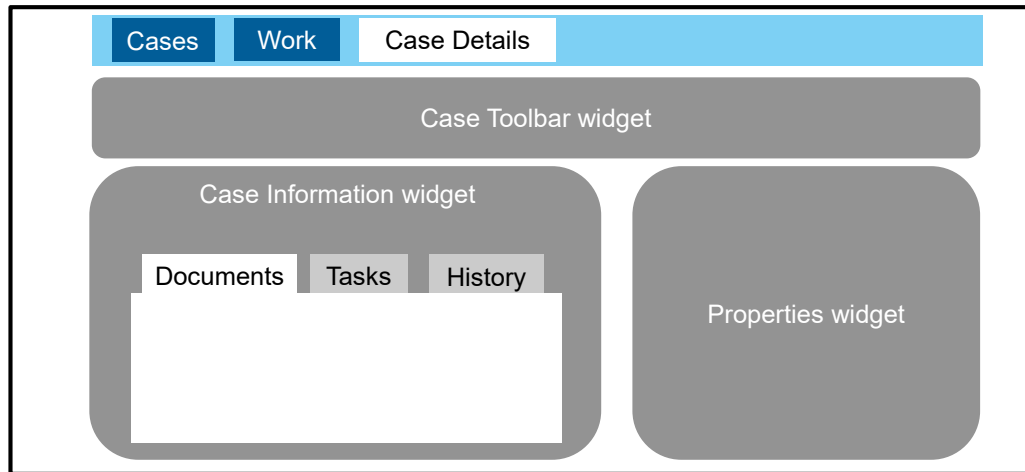 Cases Work Case Details
Case Toolbar widget
Case Information widget
Documents Tasks History
Properties widget